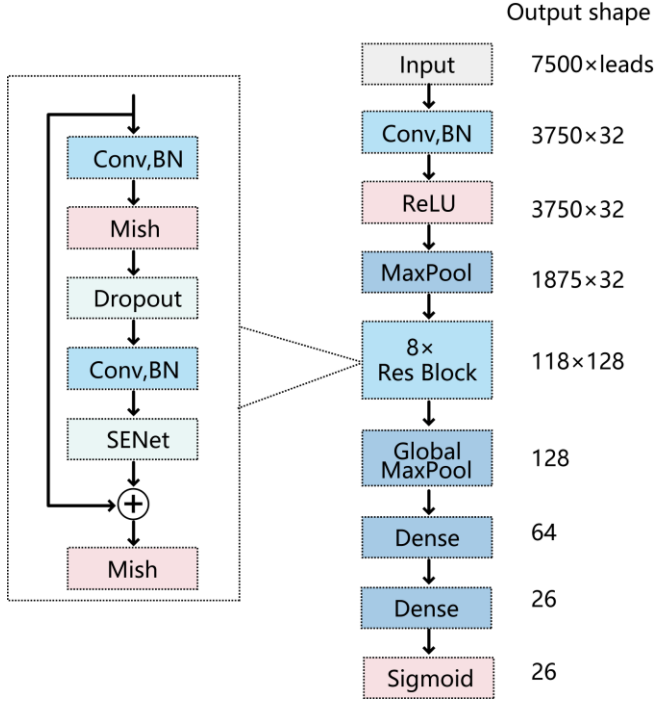 Output shape
Input
7500×leads
Conv,BN
3750×32
ReLU
3750×32
MaxPool
1875×32
8×
Res Block
118×128
Global
MaxPool
128
Dense
64
Dense
26
Sigmoid
26
Conv,BN
Mish
Dropout
Conv,BN
SENet
+
Mish